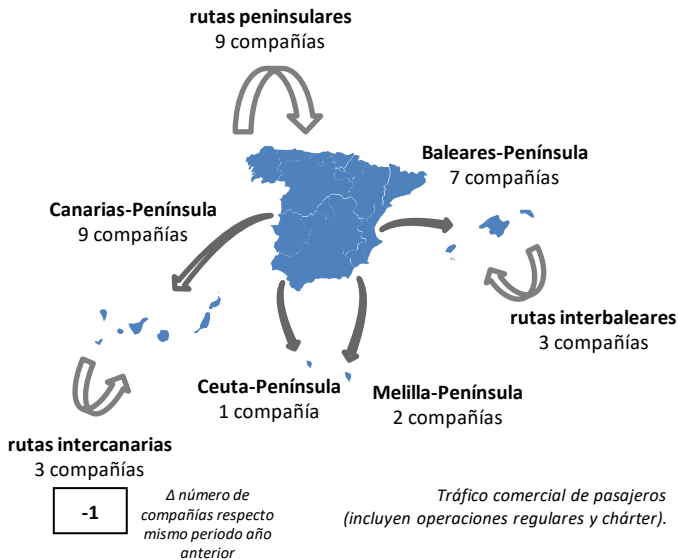 rutas peninsulares
9 compañías
Baleares-Península
7 compañías
Canarias-Península
9 compañías
rutas interbaleares
3 compañías
Ceuta-Península
1 compañía
Melilla-Península
2 compañías
rutas intercanarias
3 compañías
-1
Δ número de
compañías respecto
mismo periodo año
anterior
Tráfico comercial de pasajeros
(incluyen operaciones regulares y chárter).